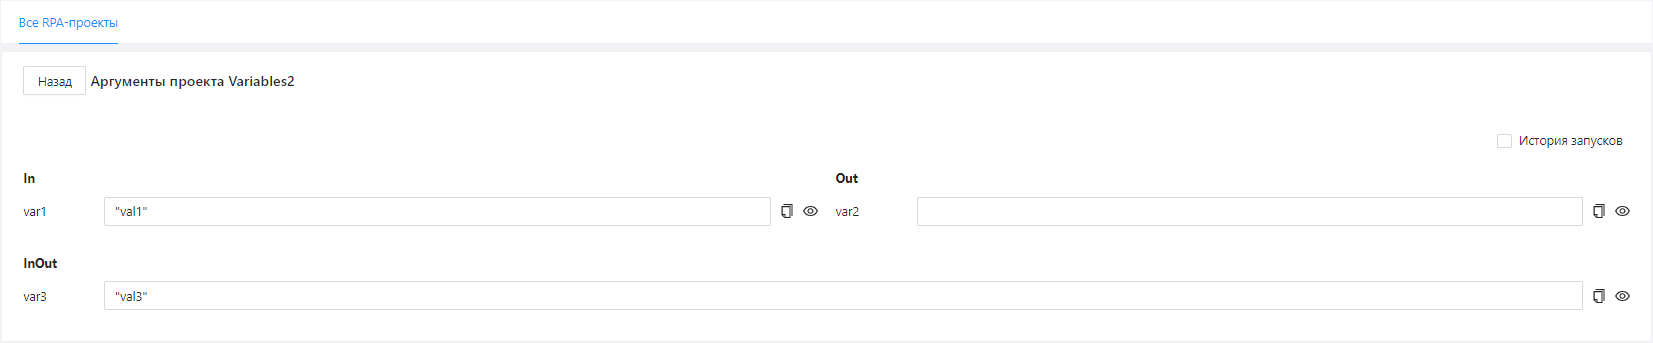 Все RPA-проекты
Назад Аргументы проекта Variables2
История запусков
In Out
var1 "val1" var2
InOut
var3 "val3"